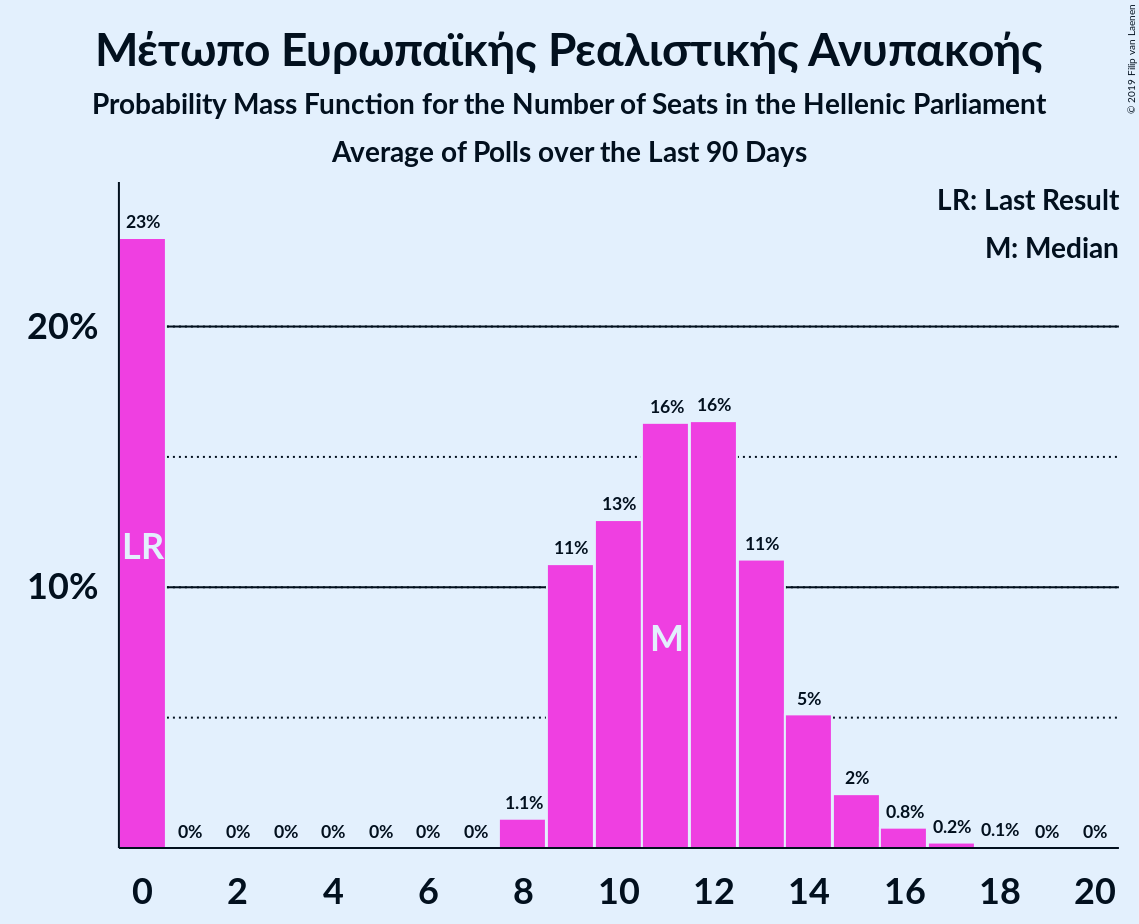 Μέτωπο Ευρωπαϊκής Ρεαλιστικής Ανυπακοής
Probability Mass Function for the Number of Seats in the Hellenic Parliament
Average of Polls over the Last 90 Days
© 2019 Filip van Laenen
LR: Last Result
M: Median
23%
20%
16% 16%
13%
LR
11%
11%
10%
M
5%
2%
1.1%
0.8%
0% 0% 0% 0% 0% 0% 0%
0.2% 0.1% 0% 0%
0 2 4 6 8 10 12 14 16 18 20